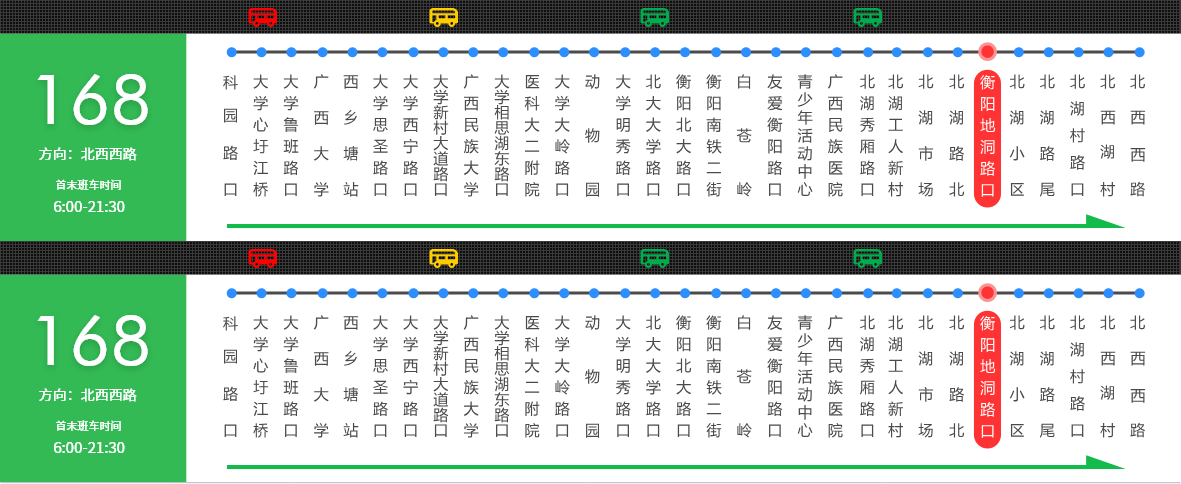 168
方向：北西西路
首末班车时间
6:00-21:30
科园路口
大学心圩江桥
大学鲁班路口
广西大学
西乡塘站
大学思圣路口
大学西宁路口
大学新村大道路口
广西民族大学
大学相思湖东路口
医科大二附院
大学大岭路口
动物园
大学明秀路口
北大大学路口
衡阳北大路口
衡阳南铁二街
白苍岭
友爱衡阳路口
青少年活动中心
广西民族医院
北湖秀厢路口
北湖工人新村
北湖市场
北湖路北
衡阳地洞路口
北湖小区
北湖路尾
北湖村路口
北西湖村
北西西路
168
方向：北西西路
首末班车时间
6:00-21:30
科园路口
大学心圩江桥
大学鲁班路口
广西大学
西乡塘站
大学思圣路口
大学西宁路口
大学新村大道路口
广西民族大学
大学相思湖东路口
医科大二附院
大学大岭路口
动物园
大学明秀路口
北大大学路口
衡阳北大路口
衡阳南铁二街
白苍岭
友爱衡阳路口
青少年活动中心
广西民族医院
北湖秀厢路口
北湖工人新村
北湖市场
北湖路北
衡阳地洞路口
北湖小区
北湖路尾
北湖村路口
北西湖村
北西西路